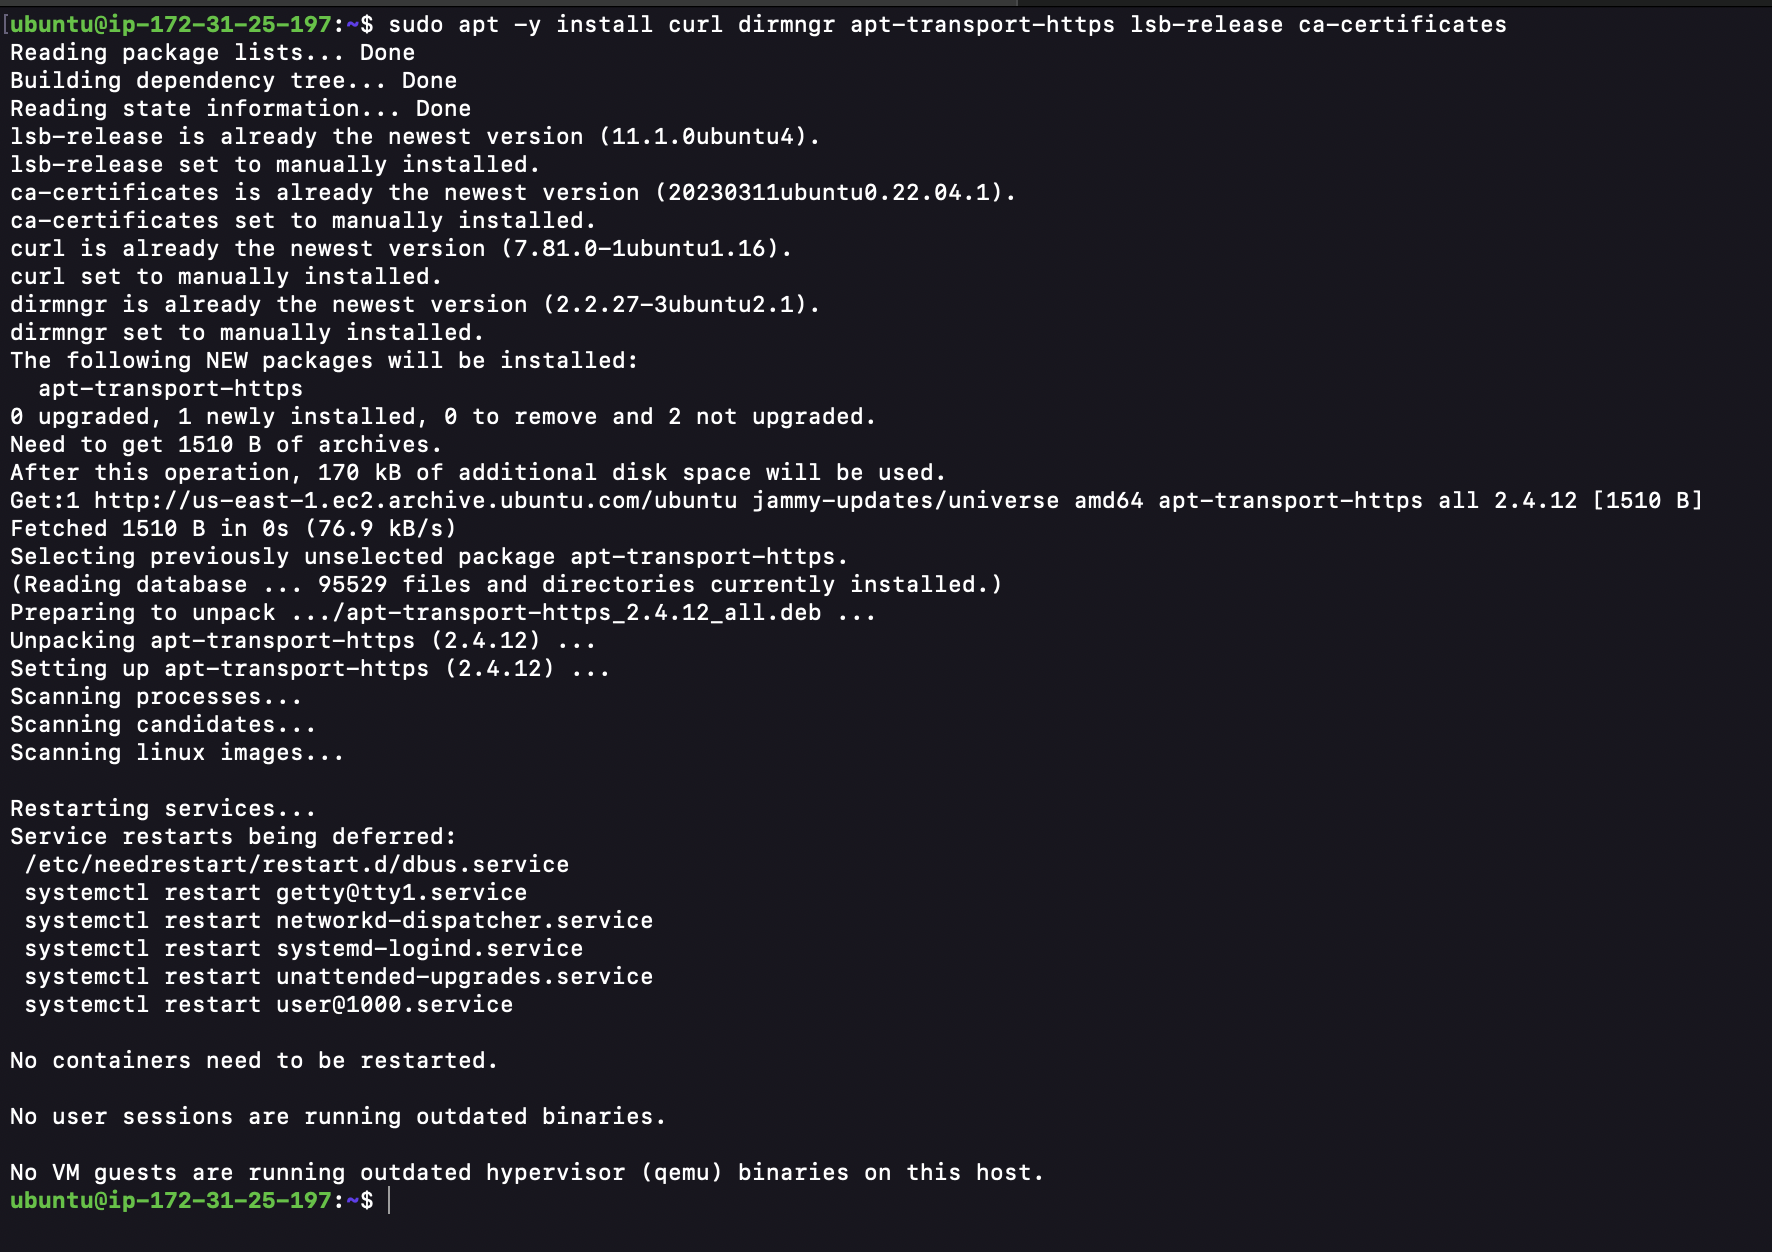 [ubuntu@ip-172-31-25-197:~$ sudo apt -y install curl dirmngr apt-transport-https lsb-release ca-certificates
Reading package lists... Done
Building dependency tree... Done
Reading state information... Done
lsb-release is already the newest version (11.1.0ubuntu4).
lsb-release set to manually installed.
ca-certificates is already the newest version (20230311ubuntu0.22.04.1).
ca-certificates set to manually installed.
curl is already the newest version (7.81.0-1ubuntu1.16).
curl set to manually installed.
dirmngr is already the newest version (2.2.27-3ubuntu2.1).
dirmngr set to manually installed.
The following NEW packages will be installed:
  apt-transport-https
0 upgraded, 1 newly installed, 0 to remove and 2 not upgraded.
Need to get 1510 B of archives.
After this operation, 170 kB of additional disk space will be used.
Get:1 http://us-east-1.ec2.archive.ubuntu.com/ubuntu jammy-updates/universe amd64 apt-transport-https all 2.4.12 [1510 B]
Fetched 1510 B in 0s (76.9 kB/s)
Selecting previously unselected package apt-transport-https.
(Reading database ... 95529 files and directories currently installed.)
Preparing to unpack .../apt-transport-https_2.4.12_all.deb ...
Unpacking apt-transport-https (2.4.12) ...
Setting up apt-transport-https (2.4.12) ...
Scanning processes...
Scanning candidates...
Scanning linux images...

Restarting services...
Service restarts being deferred:
 /etc/needrestart/restart.d/dbus.service
 systemctl restart getty@tty1.service
 systemctl restart networkd-dispatcher.service
 systemctl restart systemd-logind.service
 systemctl restart unattended-upgrades.service
 systemctl restart user@1000.service

No containers need to be restarted.

No user sessions are running outdated binaries.

No VM guests are running outdated hypervisor (qemu) binaries on this host.
ubuntu@ip-172-31-25-197:~$